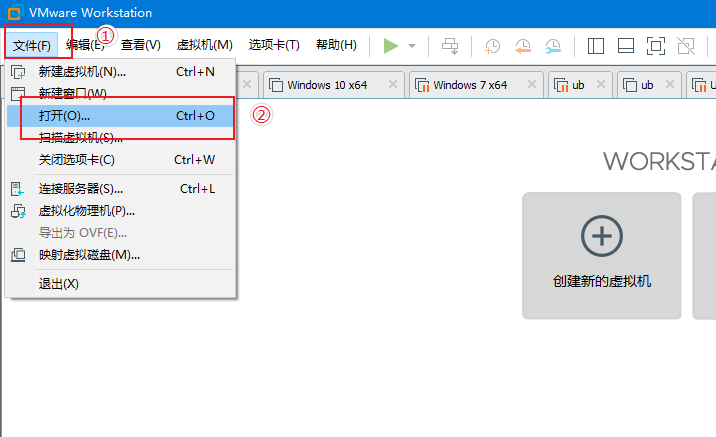 VMware Workstation
文件(F) ① 编辑(E) 查看(V) 虚拟机(M) 选项卡(T) 帮助(H)
新建虚拟机(N)... Ctrl+N
Windows 10 x64 Windows 7 x64 ub ub U
新建窗口(W)
打开(O)... Ctrl+O ②
扫描虚拟机(S)...
关闭选项卡(C) Ctrl+W
WORKSTA
连接服务器(S)... Ctrl+L
虚拟化物理机(P)...
导出为 OVF(E)...
映射虚拟磁盘(M)...
退出(X)
创建新的虚拟机